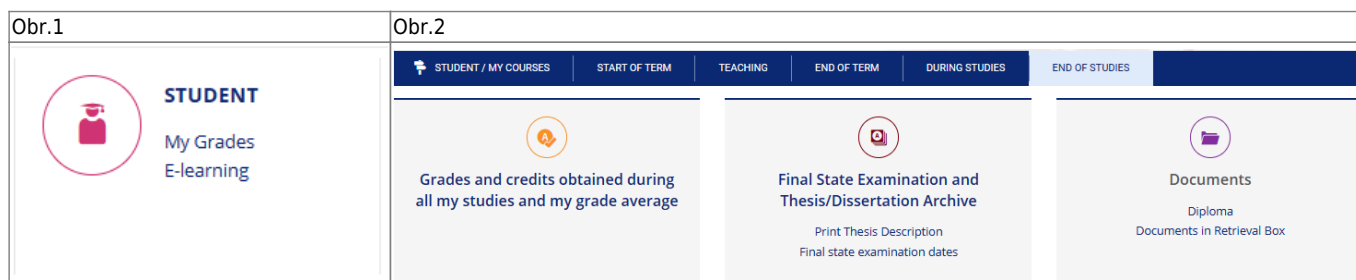 Obr.1
Obr.2
STUDENT
My Grades
E-learning
STUDENT / MY COURSES
START OF TERM
TEACHING
END OF TERM
DURING STUDIES
END OF STUDIES
Grades and credits obtained during
all my studies and my grade average
Final State Examination and
Thesis/Dissertation Archive
Print Thesis Description
Final state examination dates
Documents
Diploma
Documents in Retrieval Box